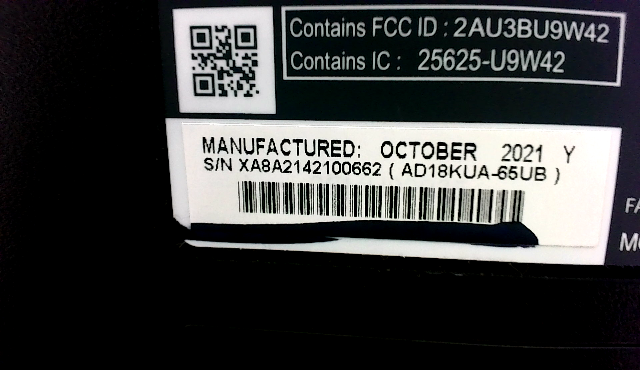 Contains FCC ID : 2AU3BU9W42
Contains IC : 25625-U9W42
MANUFACTURED: OCTOBER 2021 Y
S/N XA8A2142100662 ( AD18KUA-65UB )